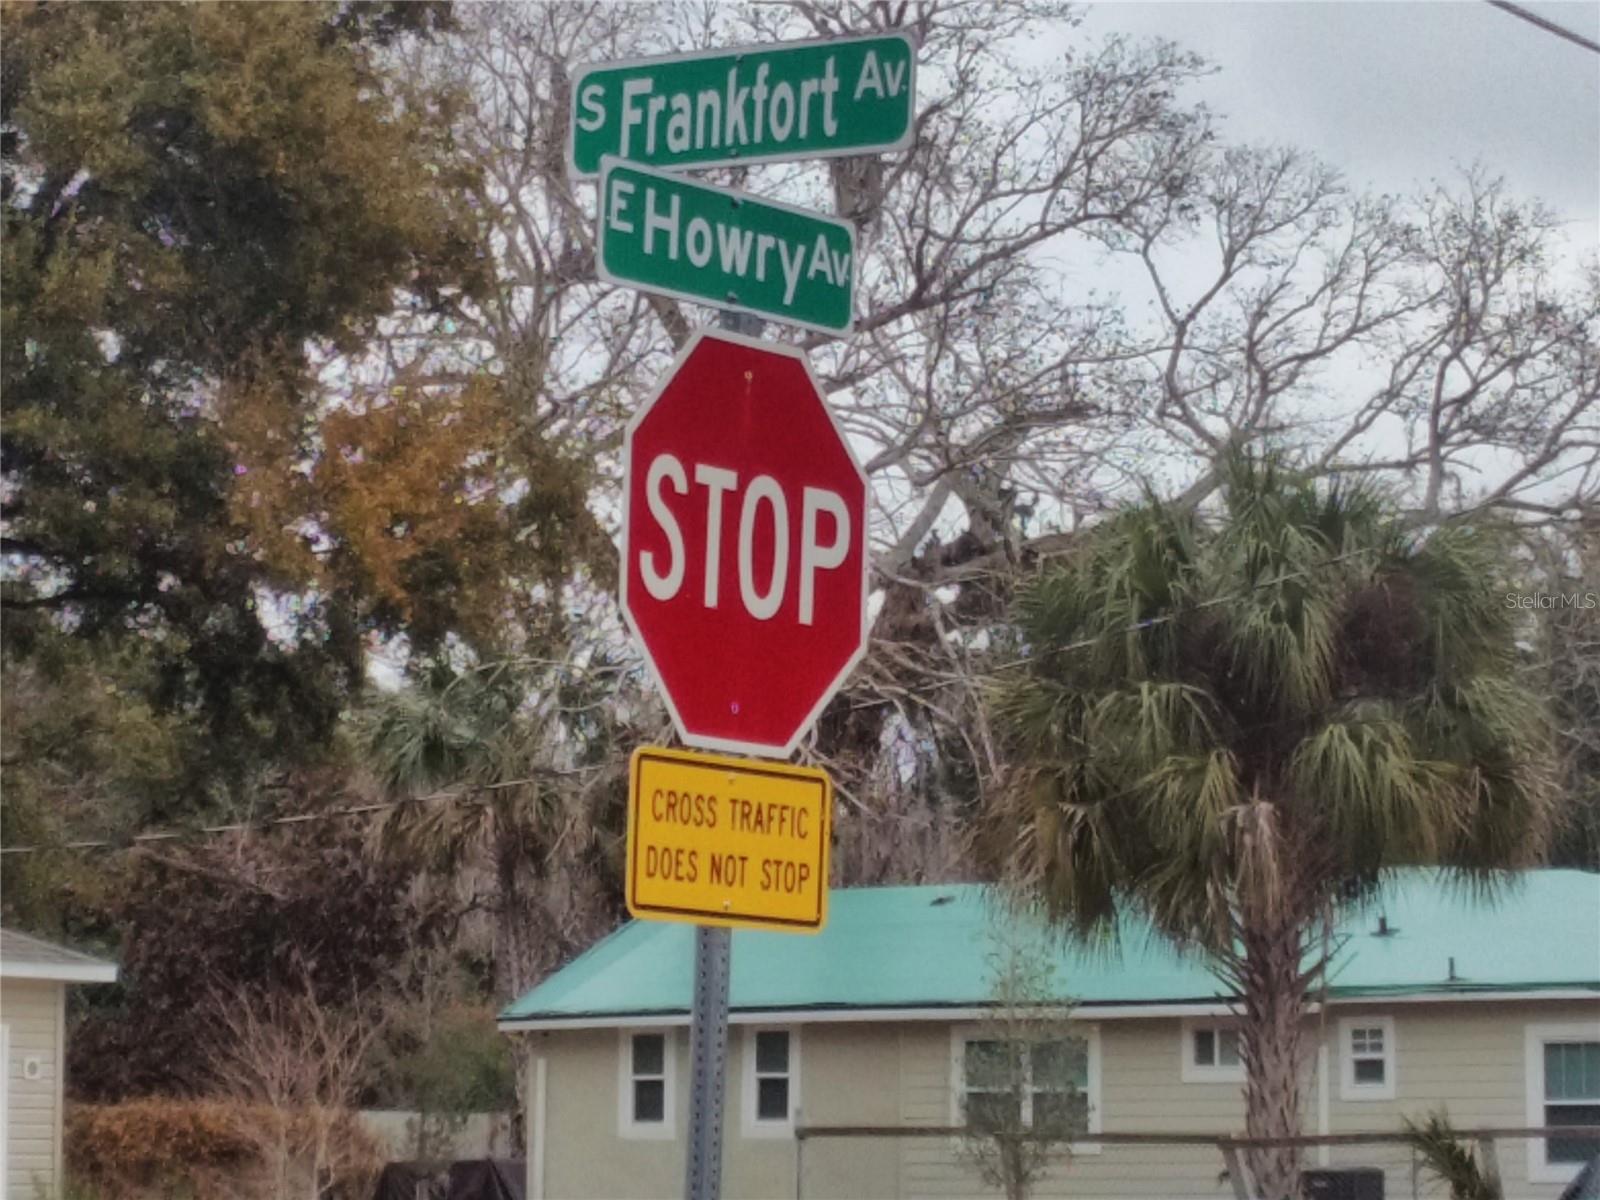 S Frankfort Av.
E Howry Av.
STOP
CROSS TRAFFIC
DOES NOT STOP
Stellar MLS